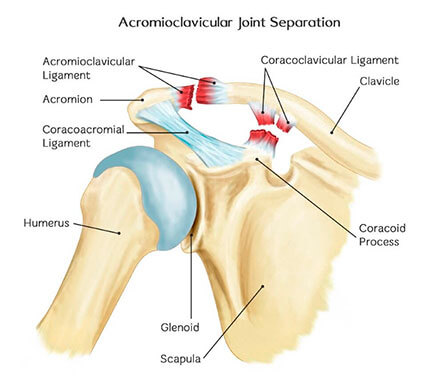 Acromioclavicular Joint Separation
Acromioclavicular
Ligament
Coracoclavicular Ligament
Clavicle
Acromion
Coracoacromial
Ligament
Humerus
Coracoid
Process
Glenoid
Scapula